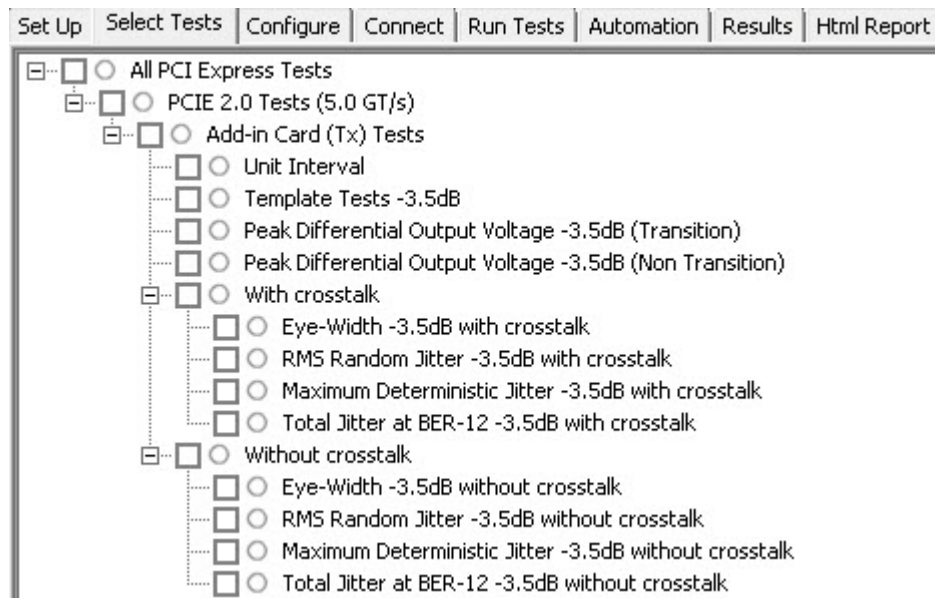 Set Up Select Tests Configure Connect Run Tests Automation Results Html Report
All PCI Express Tests
PCIE 2.0 Tests (5.0 GT/s)
Add-in Card (Tx) Tests
Unit Interval
Template Tests -3.5dB
Peak Differential Output Voltage -3.5dB (Transition)
Peak Differential Output Voltage -3.5dB (Non Transition)
With crosstalk
Eye-Width -3.5dB with crosstalk
RMS Random Jitter -3.5dB with crosstalk
Maximum Deterministic Jitter -3.5dB with crosstalk
Total Jitter at BER-12 -3.5dB with crosstalk
Without crosstalk
Eye-Width -3.5dB without crosstalk
RMS Random Jitter -3.5dB without crosstalk
Maximum Deterministic Jitter -3.5dB without crosstalk
Total Jitter at BER-12 -3.5dB without crosstalk